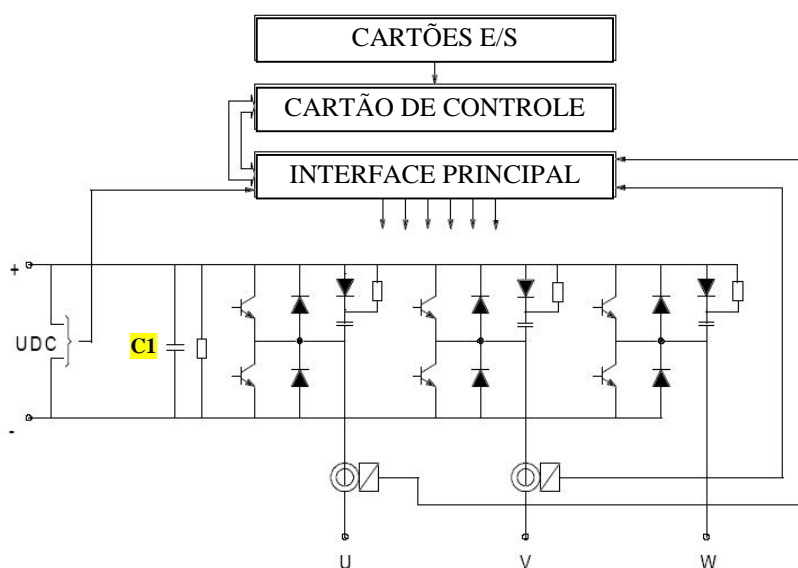 CARTÕES E/S
CARTÃO DE CONTROLE
INTERFACE PRINCIPAL
+
UDC
C1
-
U V W